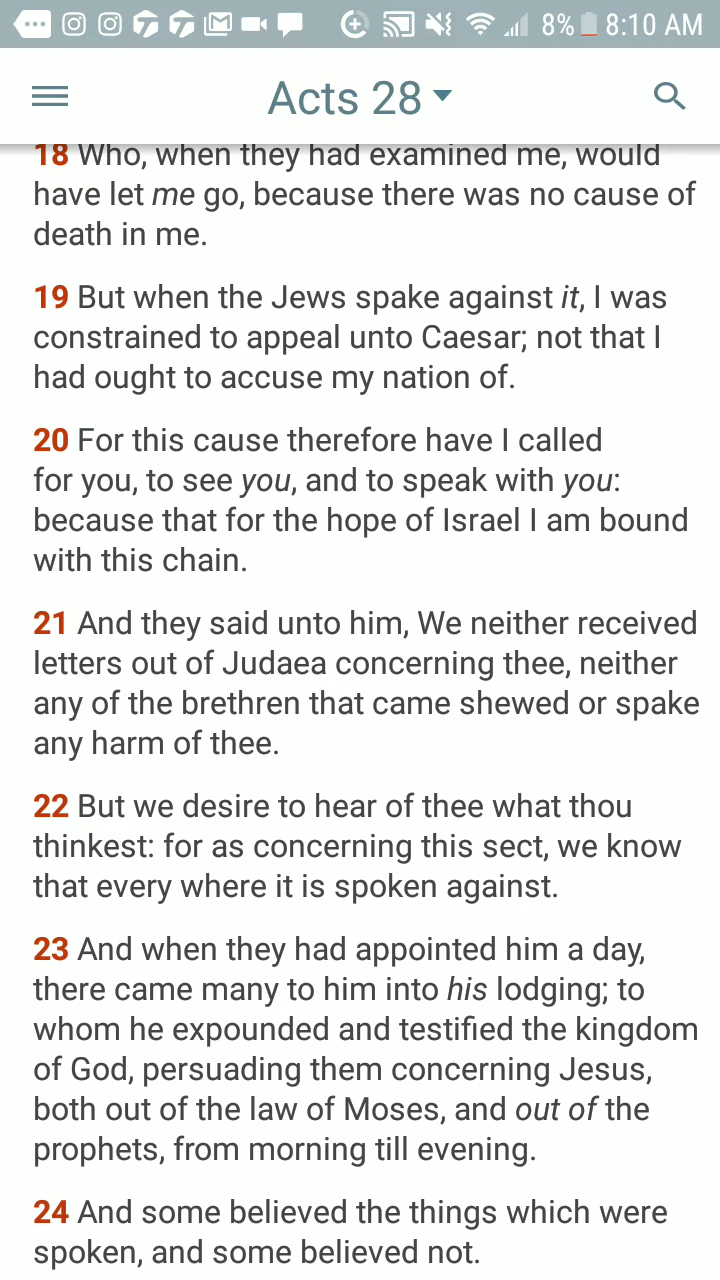 8% 8:10 AM
Acts 28
18 Who, when they had examined me, would
have let me go, because there was no cause of
death in me.
19 But when the Jews spake against it, I was
constrained to appeal unto Caesar; not that I
had ought to accuse my nation of.
20 For this cause therefore have I called
for you, to see you, and to speak with you:
because that for the hope of Israel I am bound
with this chain.
21 And they said unto him, We neither received
letters out of Judaea concerning thee, neither
any of the brethren that came shewed or spake
any harm of thee.
22 But we desire to hear of thee what thou
thinkest: for as concerning this sect, we know
that every where it is spoken against.
23 And when they had appointed him a day,
there came many to him into his lodging; to
whom he expounded and testified the kingdom
of God, persuading them concerning Jesus,
both out of the law of Moses, and out of the
prophets, from morning till evening.
24 And some believed the things which were
spoken, and some believed not.